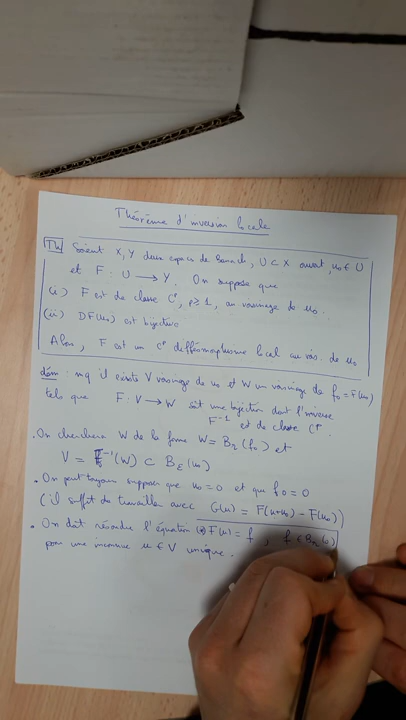 Théorème d'inversion locale
Th Soient X, Y deux espaces de Banach, U ⊂ X ouvert, u₀ ∈ U
et F : U → Y. On suppose que
(i) F est de classe Cᵖ, p ≥ 1, au voisinage de u₀.
(ii) DF(u₀) est bijective
Alors, F est un Cᵖ difféomorphisme local au vois. de u₀
dém : mq il existe V voisinage de u₀ et W un voisinage de f₀ = F(u₀)
tels que F : V → W soit une bijection dont l'inverse
F⁻¹ est de classe Cᵖ.
. On cherchera W de la forme W = B_r(f₀) et
V = F⁻¹(W) ⊂ B_ε(u₀)
. On peut toujours supposer que u₀ = 0 et que f₀ = 0
(il suffit de travailler avec G(u) = F(u+u₀) - F(u₀))
. On doit résoudre l'équation F(u) = f, f ∈ B_r(0)
pour une inconnue u ∈ V unique.